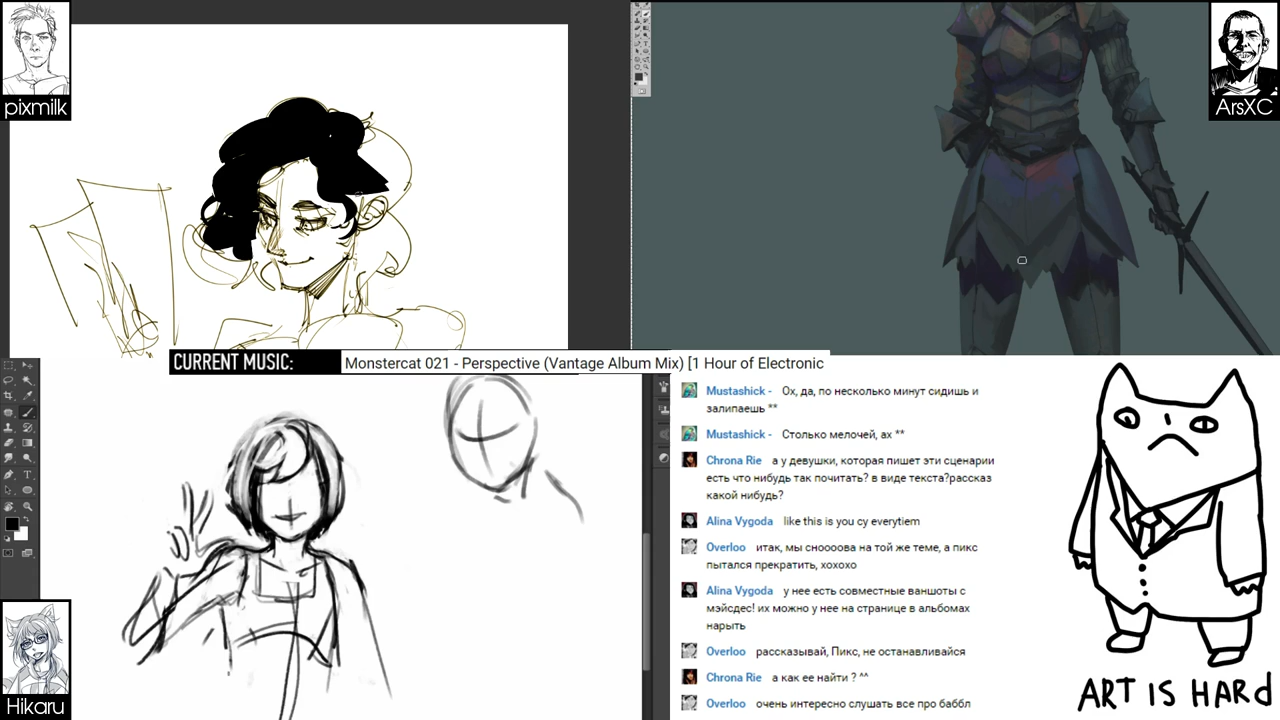 pixmilk
ArsXC
CURRENT MUSIC:
Monstercat 021 - Perspective (Vantage Album Mix) [1 Hour of Electronic
Mustashick - Ох, да, по несколько минут сидишь и
залипаешь **
Mustashick - Столько мелочей, ах **
Chrona Rie а у девушки, которая пишет эти сценарии
есть что нибудь так почитать? в виде текста?рассказ
какой нибудь?
Alina Vygoda like this is you cy everytiem
Overloo итак, мы сноооова на той же теме, а пикс
пытался прекратить, хохохо
Alina Vygoda у нее есть совместные ваншоты с
мэйсдес! их можно у нее на странице в альбомах
нарыть
Overloo рассказывай, Пикс, не останавливайся
Chrona Rie а как ее найти ? ^^
Overloo очень интересно слушать все про баббл
Hikaru
ART IS HARd